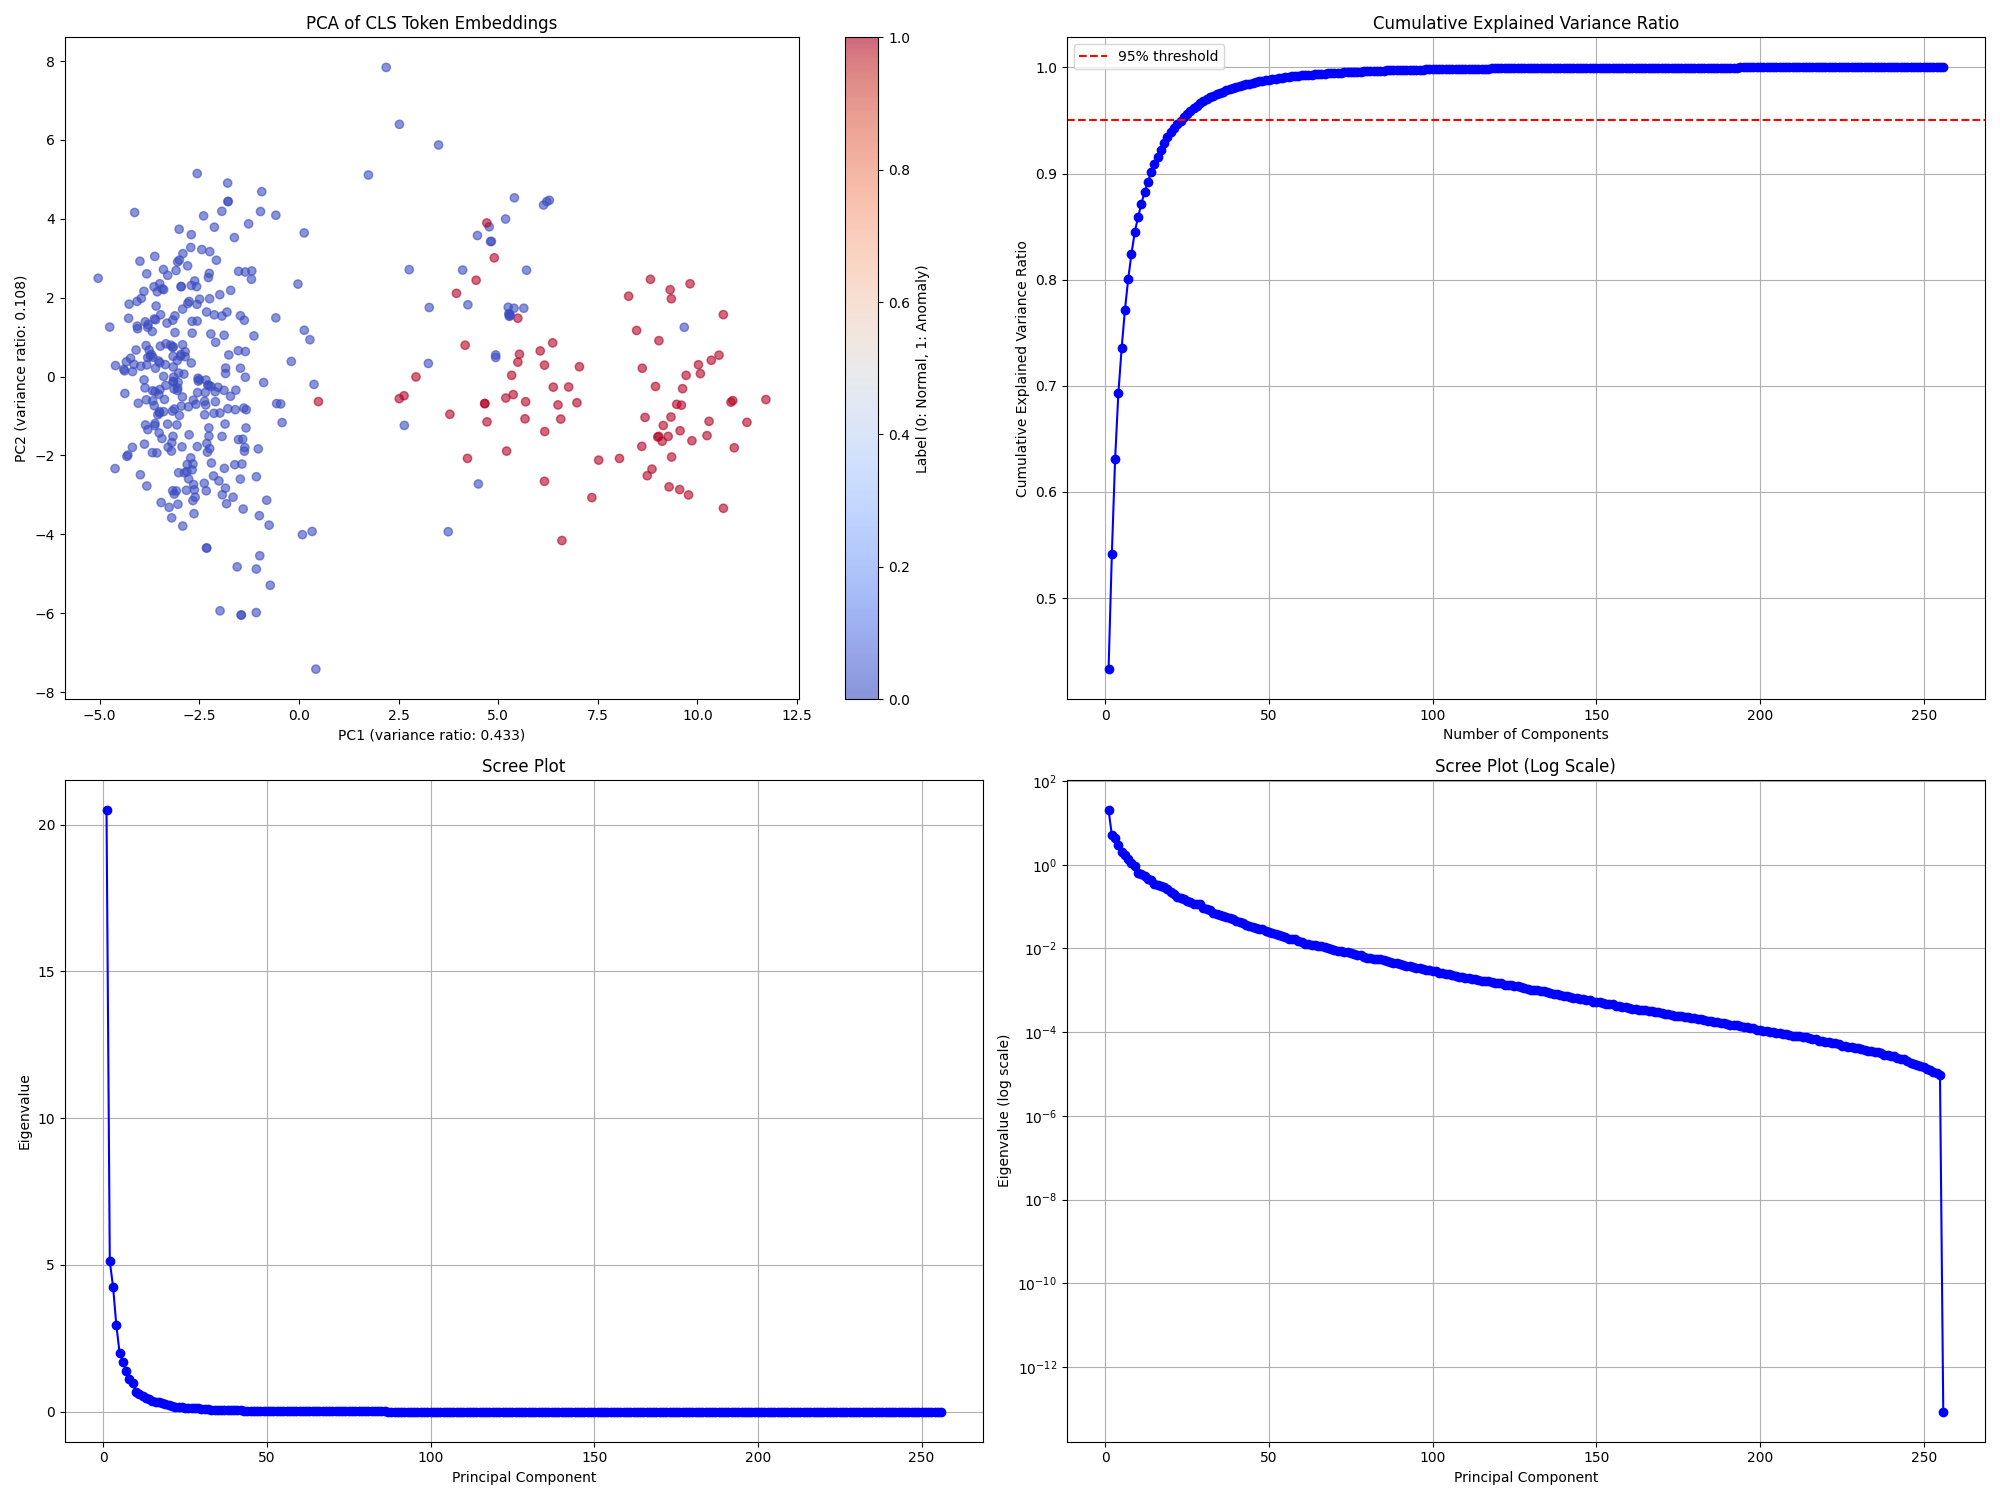 PCA of CLS Token Embeddings
8
6
4
2
0
−2
−4
−6
−8
PC2 (variance ratio: 0.108)
−5.0 −2.5 0.0 2.5 5.0 7.5 10.0 12.5
PC1 (variance ratio: 0.433)
1.0
0.8
0.6
0.4
0.2
0.0
Label (0: Normal, 1: Anomaly)
Cumulative Explained Variance Ratio
95% threshold
1.0
0.9
0.8
0.7
0.6
0.5
Cumulative Explained Variance Ratio
0 50 100 150 200 250
Number of Components
Scree Plot
20
15
10
5
0
Eigenvalue
0 50 100 150 200 250
Principal Component
Scree Plot (Log Scale)
10²
10⁰
10⁻²
10⁻⁴
10⁻⁶
10⁻⁸
10⁻¹⁰
10⁻¹²
Eigenvalue (log scale)
0 50 100 150 200 250
Principal Component